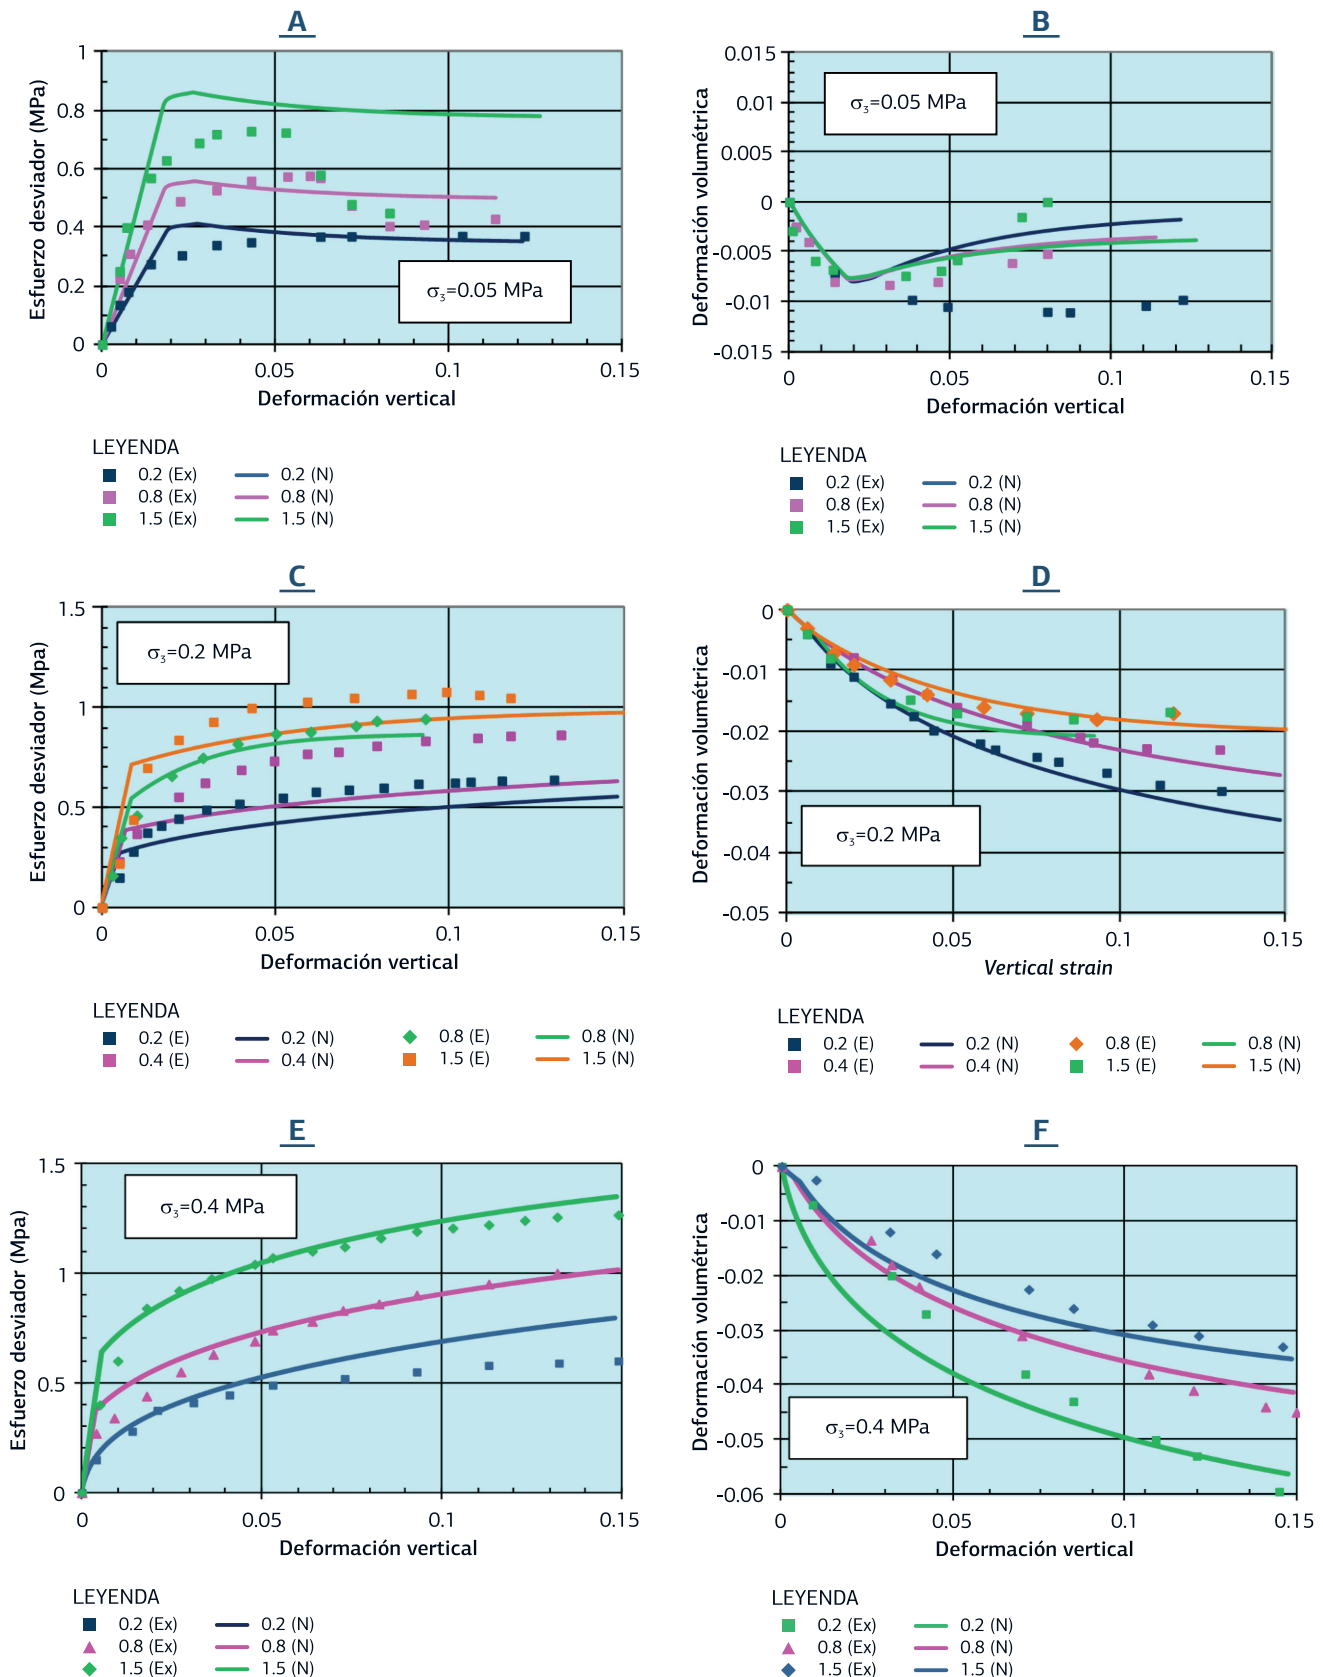 A
Esfuerzo desviador (MPa)
1
0.8
0.6
0.4
0.2
0
σ₃=0.05 MPa
0 0.05 0.1 0.15
Deformación vertical
LEYENDA
0.2 (Ex) 0.2 (N)
0.8 (Ex) 0.8 (N)
1.5 (Ex) 1.5 (N)
B
Deformación volumétrica
0.015
0.01
0.005
0
-0.005
-0.01
-0.015
σ₃=0.05 MPa
0 0.05 0.1 0.15
Deformación vertical
LEYENDA
0.2 (Ex) 0.2 (N)
0.8 (Ex) 0.8 (N)
1.5 (Ex) 1.5 (N)
C
Esfuerzo desviador (Mpa)
1.5
1
0.5
0
σ₃=0.2 MPa
0 0.05 0.1 0.15
Deformación vertical
LEYENDA
0.2 (E) 0.2 (N) 0.8 (E) 0.8 (N)
0.4 (E) 0.4 (N) 1.5 (E) 1.5 (N)
D
Deformación volumétrica
0
-0.01
-0.02
-0.03
-0.04
-0.05
σ₃=0.2 MPa
0 0.05 0.1 0.15
Vertical strain
LEYENDA
0.2 (E) 0.2 (N) 0.8 (E) 0.8 (N)
0.4 (E) 0.4 (N) 1.5 (E) 1.5 (N)
E
Esfuerzo desviador (Mpa)
1.5
1
0.5
0
σ₃=0.4 MPa
0 0.05 0.1 0.15
Deformación vertical
LEYENDA
0.2 (Ex) 0.2 (N)
0.8 (Ex) 0.8 (N)
1.5 (Ex) 1.5 (N)
F
Deformación volumétrica
0
-0.01
-0.02
-0.03
-0.04
-0.05
-0.06
σ₃=0.4 MPa
0 0.05 0.1 0.15
Deformación vertical
LEYENDA
0.2 (Ex) 0.2 (N)
0.8 (Ex) 0.8 (N)
1.5 (Ex) 1.5 (N)